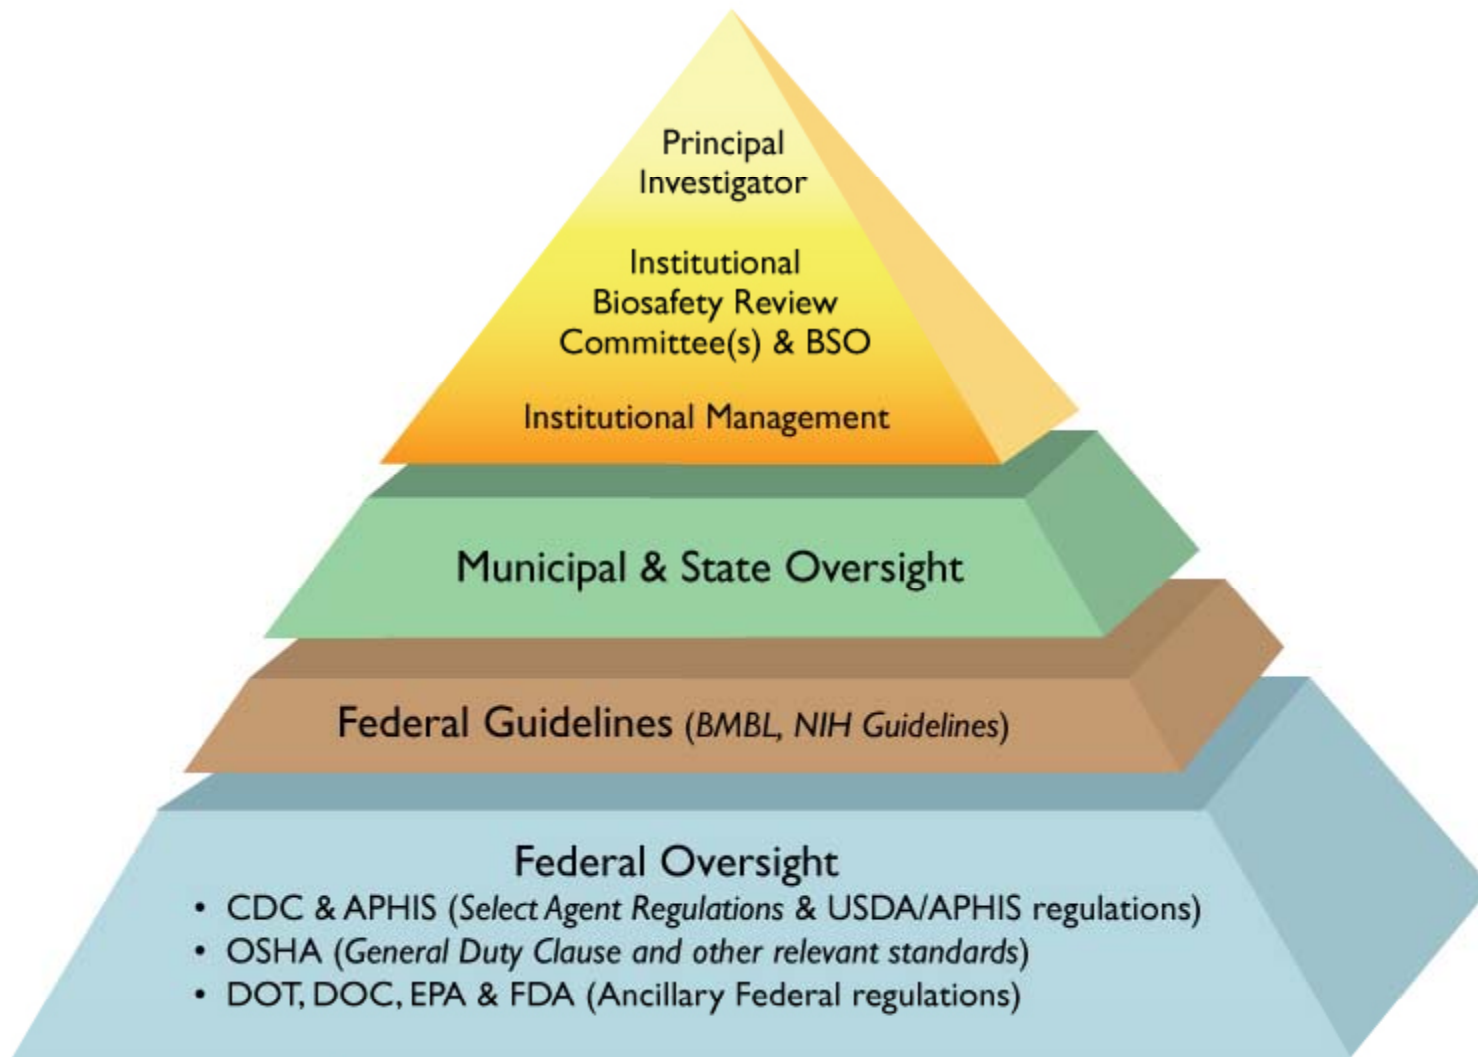 Principal
Investigator
Institutional
Biosafety Review
Committee(s) & BSO
Institutional Management
Municipal & State Oversight
Federal Guidelines (BMBL, NIH Guidelines)
Federal Oversight
• CDC & APHIS (Select Agent Regulations & USDA/APHIS regulations)
• OSHA (General Duty Clause and other relevant standards)
• DOT, DOC, EPA & FDA (Ancillary Federal regulations)